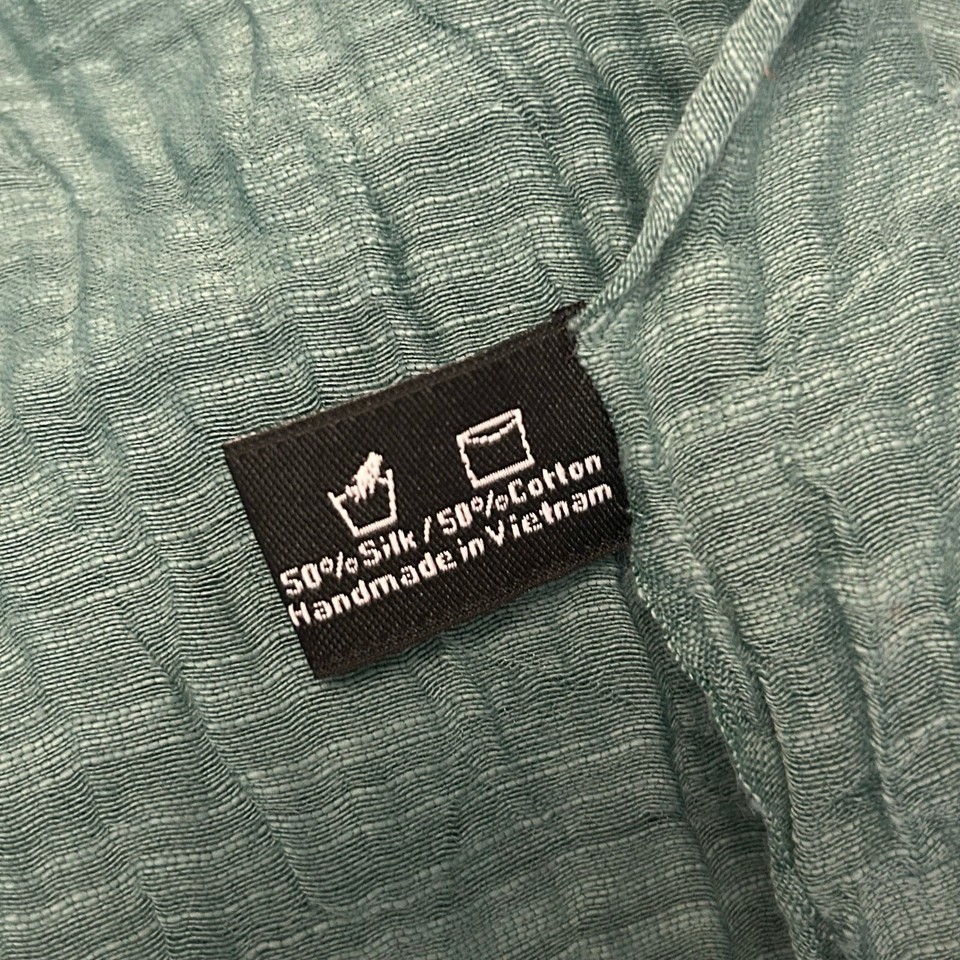 50% Silk / 50% Cotton
Handmade in Vietnam